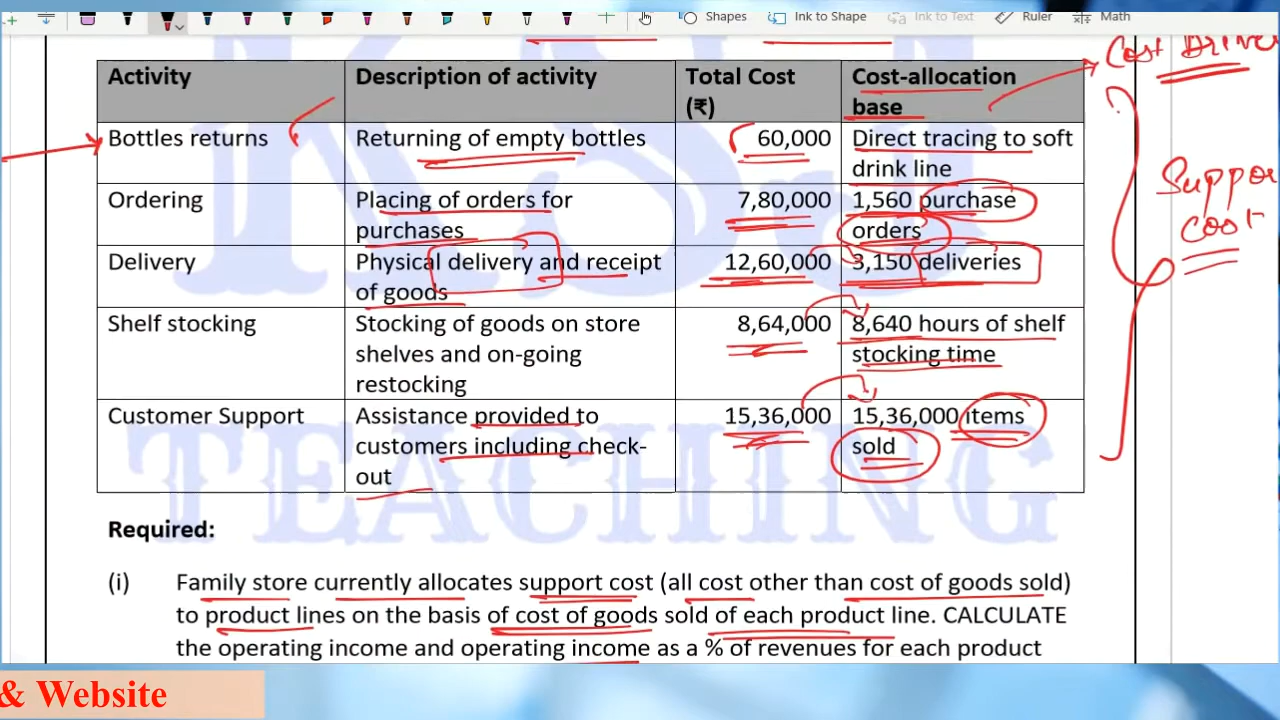 Shapes Ink to Shape Ink to Text Ruler Math
Cost
Activity Description of activity Total Cost Cost-allocation
(₹) base
Bottles returns Returning of empty bottles 60,000 Direct tracing to soft
drink line
Ordering Placing of orders for 7,80,000 1,560 purchase
purchases orders
Delivery Physical delivery and receipt 12,60,000 3,150 deliveries
of goods
Shelf stocking Stocking of goods on store 8,64,000 8,640 hours of shelf
shelves and on-going stocking time
restocking
Customer Support Assistance provided to 15,36,000 15,36,000 items
customers including check- sold
out
Suppor
cost
TEACHING
Required:
(i) Family store currently allocates support cost (all cost other than cost of goods sold)
to product lines on the basis of cost of goods sold of each product line. CALCULATE
the operating income and operating income as a % of revenues for each product
& Website